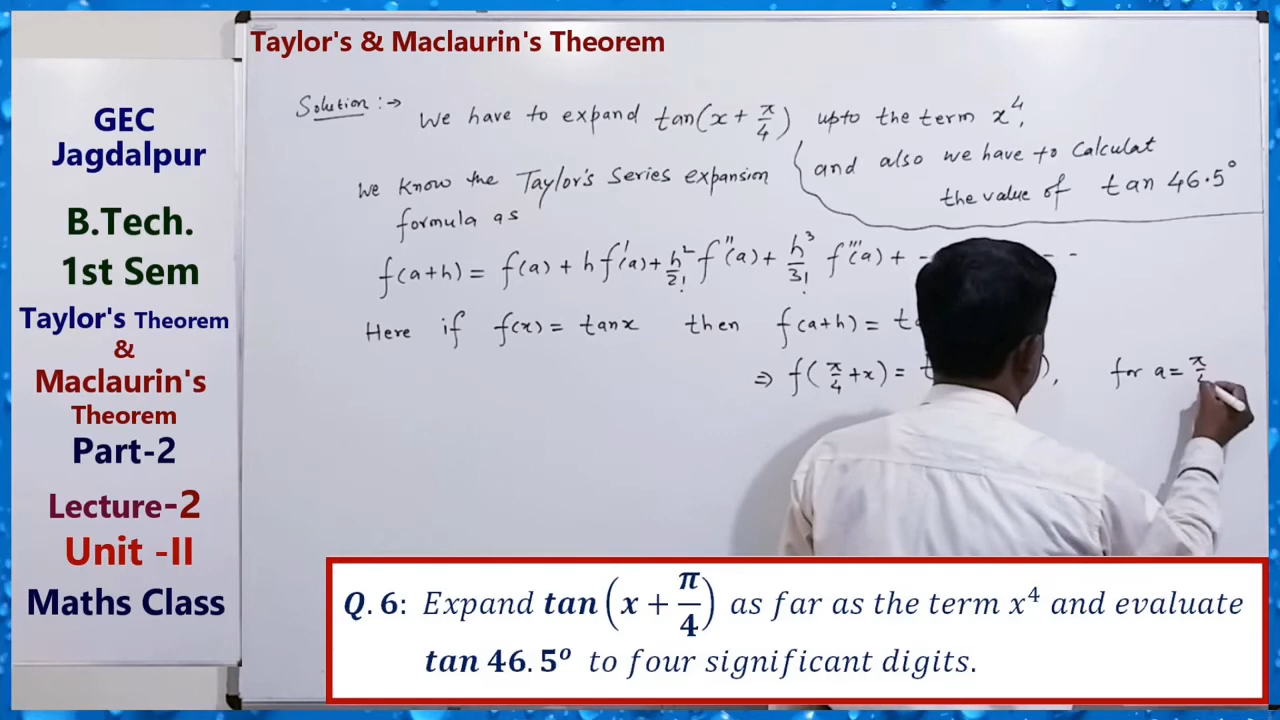 Taylor's & Maclaurin's Theorem
GEC
Jagdalpur
B.Tech.
1st Sem
Taylor's Theorem
&
Maclaurin's
Theorem
Part-2
Lecture-2
Unit -II
Maths Class
Solution :→ We have to expand tan(x + π/4) upto the term x⁴,
and also we have to calculat
the value of tan 46.5°
We know the Taylor's Series expansion
formula as
f(a+h) = f(a) + h f'(a) + h²/2! f''(a) + h³/3! f'''(a) + - - -
Here if f(x) = tanx then f(a+h) =
⇒ f(π/4 + x) = ), for a = π/4
Q. 6: Expand tan(x + π/4) as far as the term x⁴ and evaluate
tan 46.5° to four significant digits.